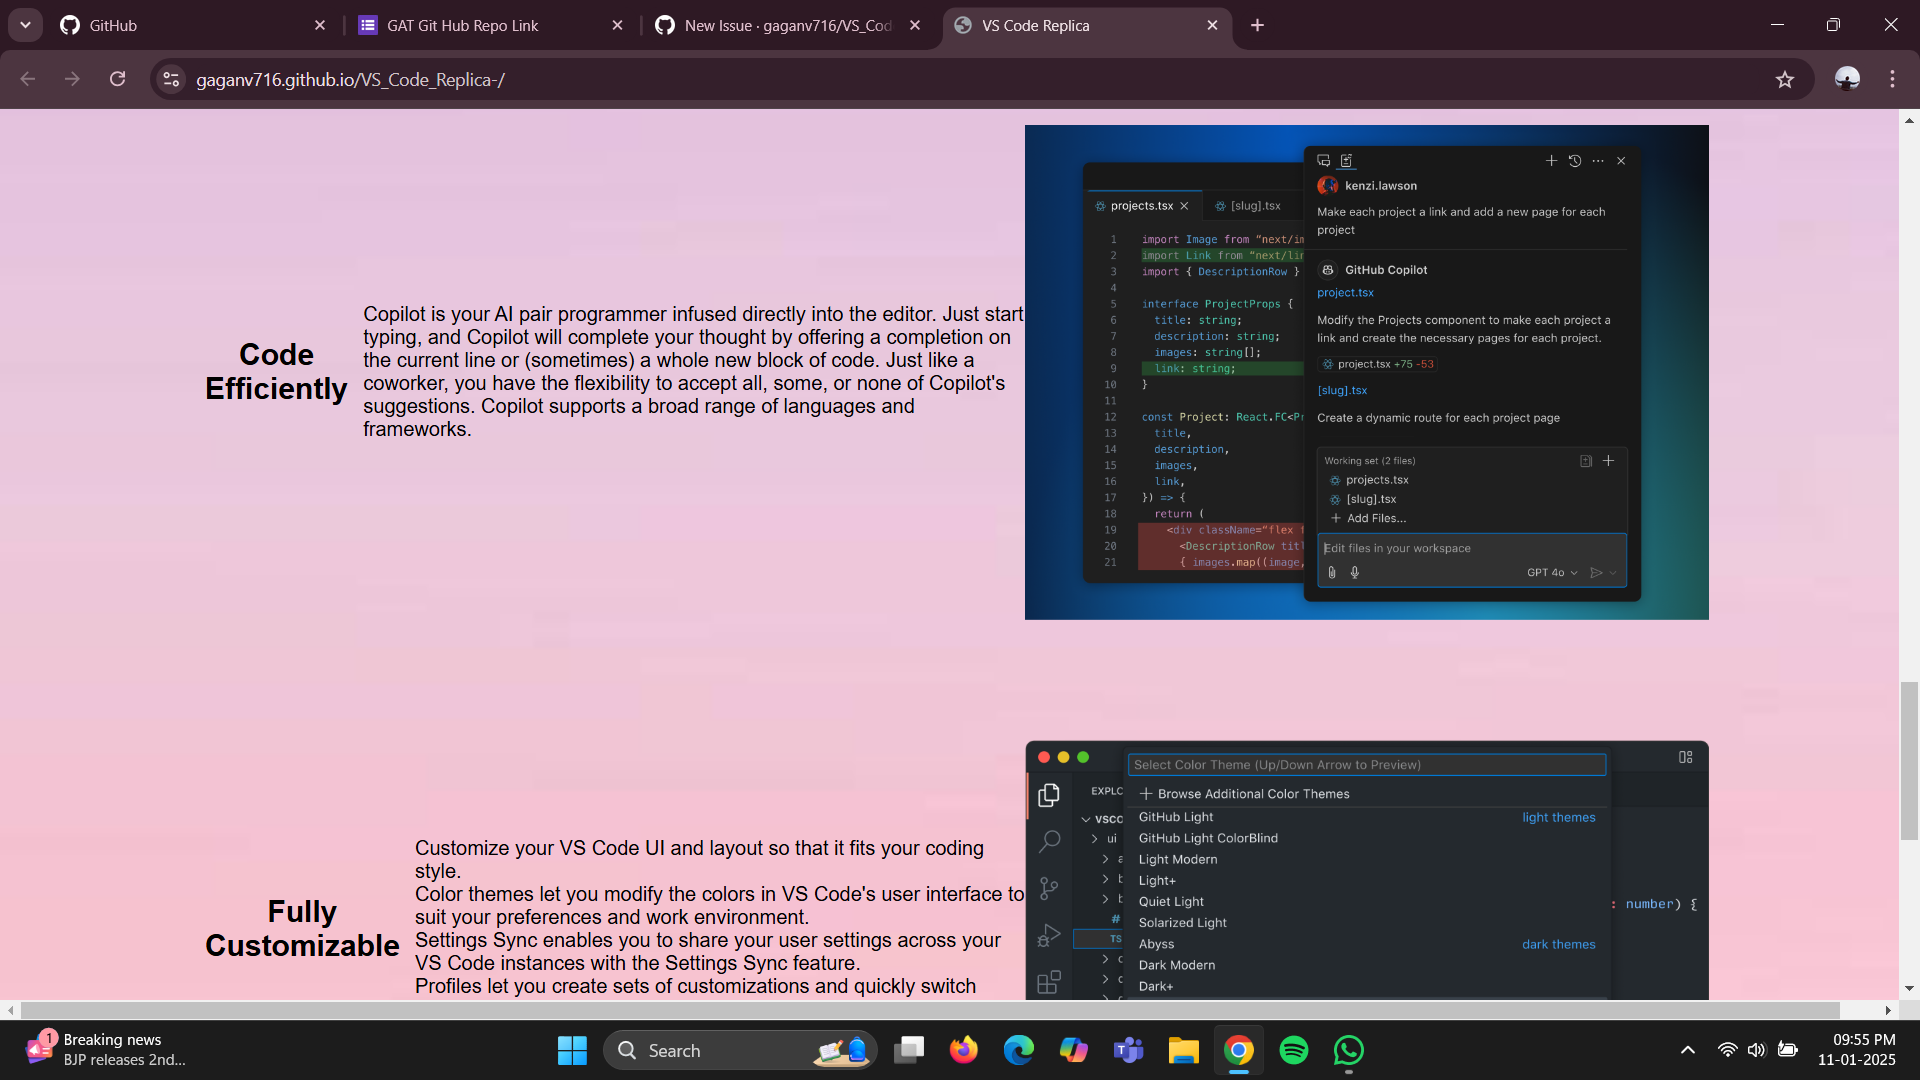 GitHub
GAT Git Hub Repo Link
New Issue · gaganv716/VS_Cod
VS Code Replica
gaganv716.github.io/VS_Code_Replica-/
Code
Efficiently
Copilot is your AI pair programmer infused directly into the editor. Just start
typing, and Copilot will complete your thought by offering a completion on
the current line or (sometimes) a whole new block of code. Just like a
coworker, you have the flexibility to accept all, some, or none of Copilot's
suggestions. Copilot supports a broad range of languages and
frameworks.
projects.tsx
[slug].tsx
1 import Image from "next/im
2 import Link from "next/lin
3 import { DescriptionRow }
4
5 interface ProjectProps {
6 title: string;
7 description: string;
8 images: string[];
9 link: string;
10 }
11
12 const Project: React.FC<Pr
13 title,
14 description,
15 images,
16 link,
17 }) => {
18 return (
19 <div className="flex f
20 <DescriptionRow titl
21 { images.map((image,
kenzi.lawson
Make each project a link and add a new page for each
project
GitHub Copilot
project.tsx
Modify the Projects component to make each project a
link and create the necessary pages for each project.
project.tsx +75 -53
[slug].tsx
Create a dynamic route for each project page
Working set (2 files)
projects.tsx
[slug].tsx
+ Add Files...
Edit files in your workspace
GPT 4o
Fully
Customizable
Customize your VS Code UI and layout so that it fits your coding
style.
Color themes let you modify the colors in VS Code's user interface to
suit your preferences and work environment.
Settings Sync enables you to share your user settings across your
VS Code instances with the Settings Sync feature.
Profiles let you create sets of customizations and quickly switch
EXPLO
VSCO
ui
TS
Select Color Theme (Up/Down Arrow to Preview)
+ Browse Additional Color Themes
GitHub Light light themes
GitHub Light ColorBlind
Light Modern
Light+
Quiet Light
Solarized Light
Abyss dark themes
Dark Modern
Dark+
: number) {
1
Breaking news
BJP releases 2nd...
Search
09:55 PM
11-01-2025